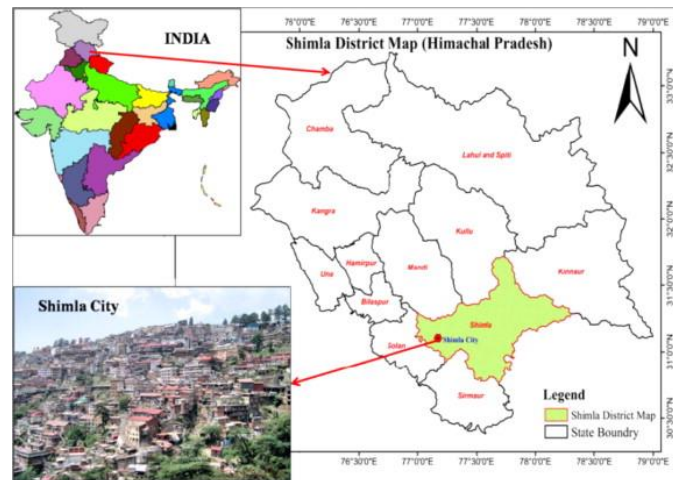 76°0'0"E 76°30'0"E 77°0'0"E 77°30'0"E 78°0'0"E 78°30'0"E 79°0'0"E
INDIA
Shimla District Map (Himachal Pradesh)
N
Chamba
Lahul and Spiti
Kangra
Kullu
Hamirpur
Una
Mandi
Kinnaur
Bilaspur
Shimla
Shimla City
Solan
Shimla City
Sirmaur
Legend
Shimla District Map
State Boundry
76°30'0"E 77°0'0"E 77°30'0"E 78°0'0"E 78°30'0"E 79°0'0"E